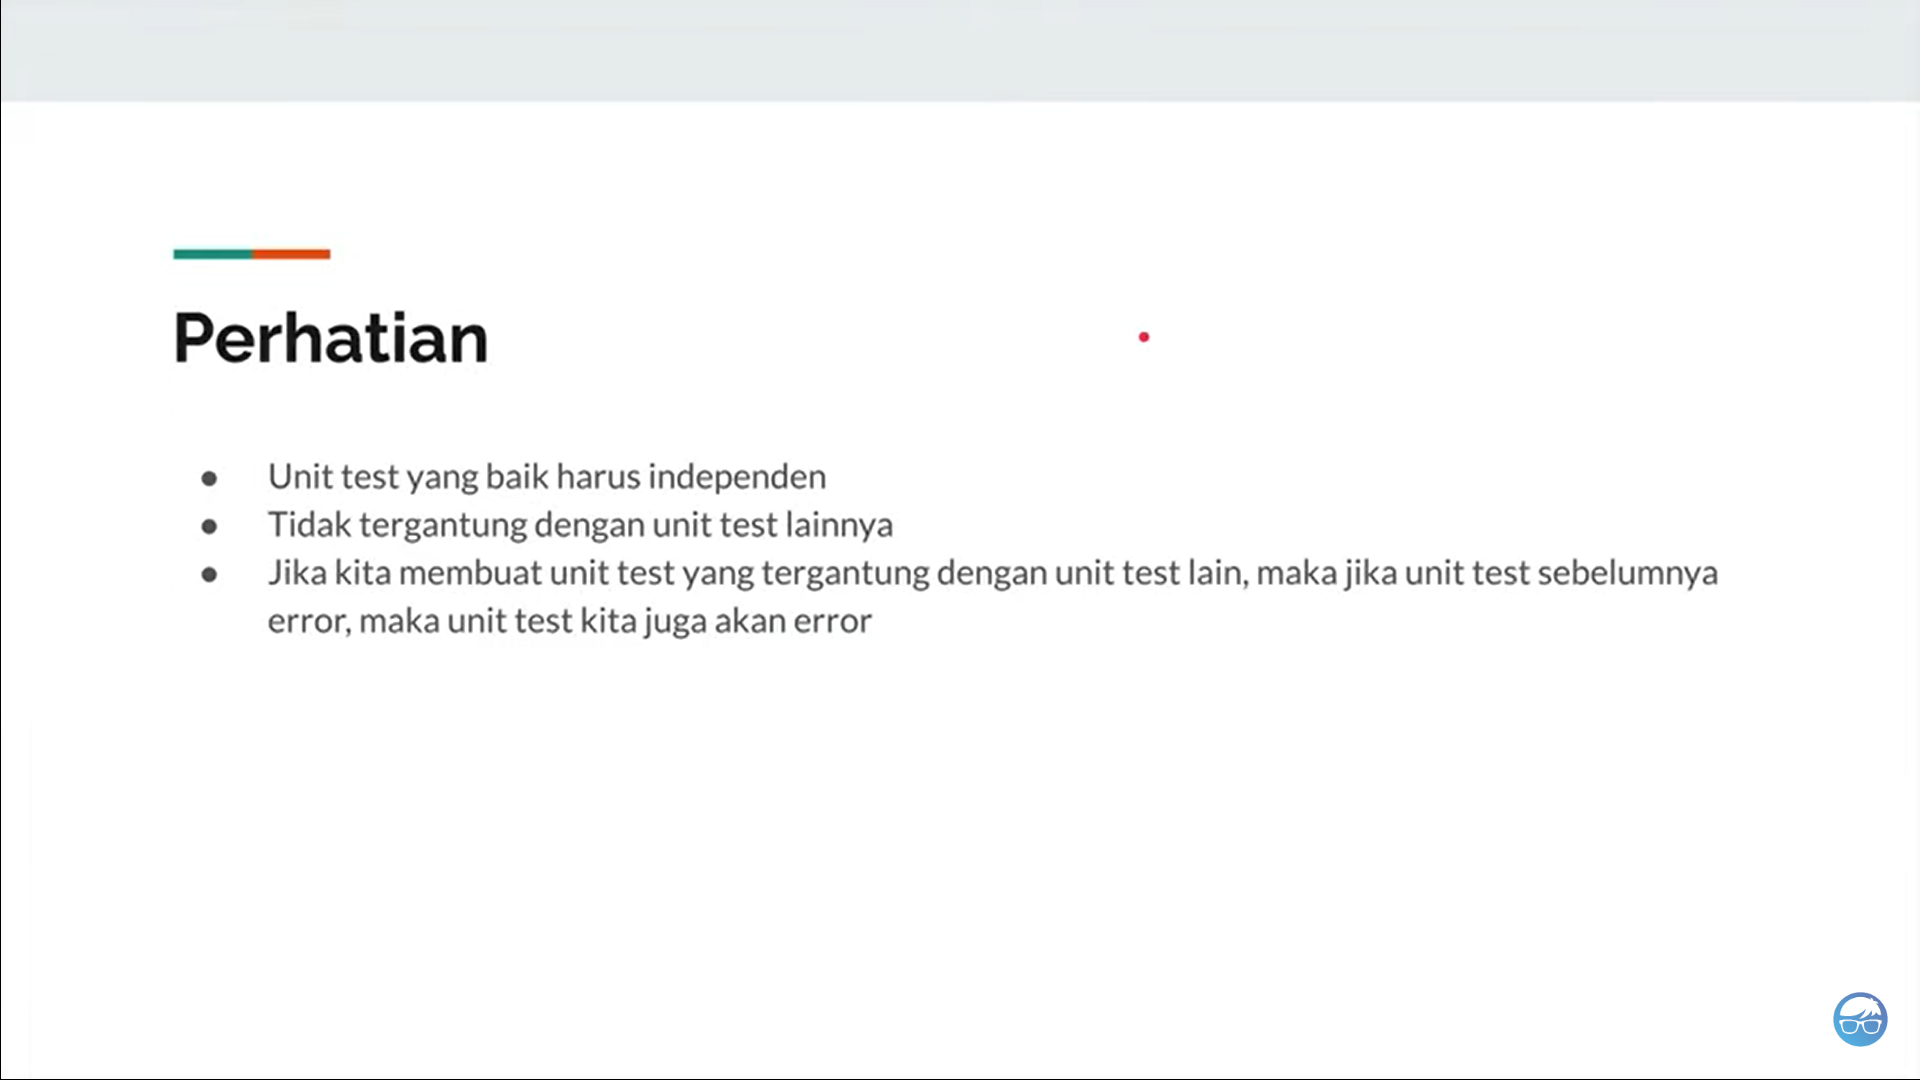 Perhatian
● Unit test yang baik harus independen
● Tidak tergantung dengan unit test lainnya
● Jika kita membuat unit test yang tergantung dengan unit test lain, maka jika unit test sebelumnya
error, maka unit test kita juga akan error